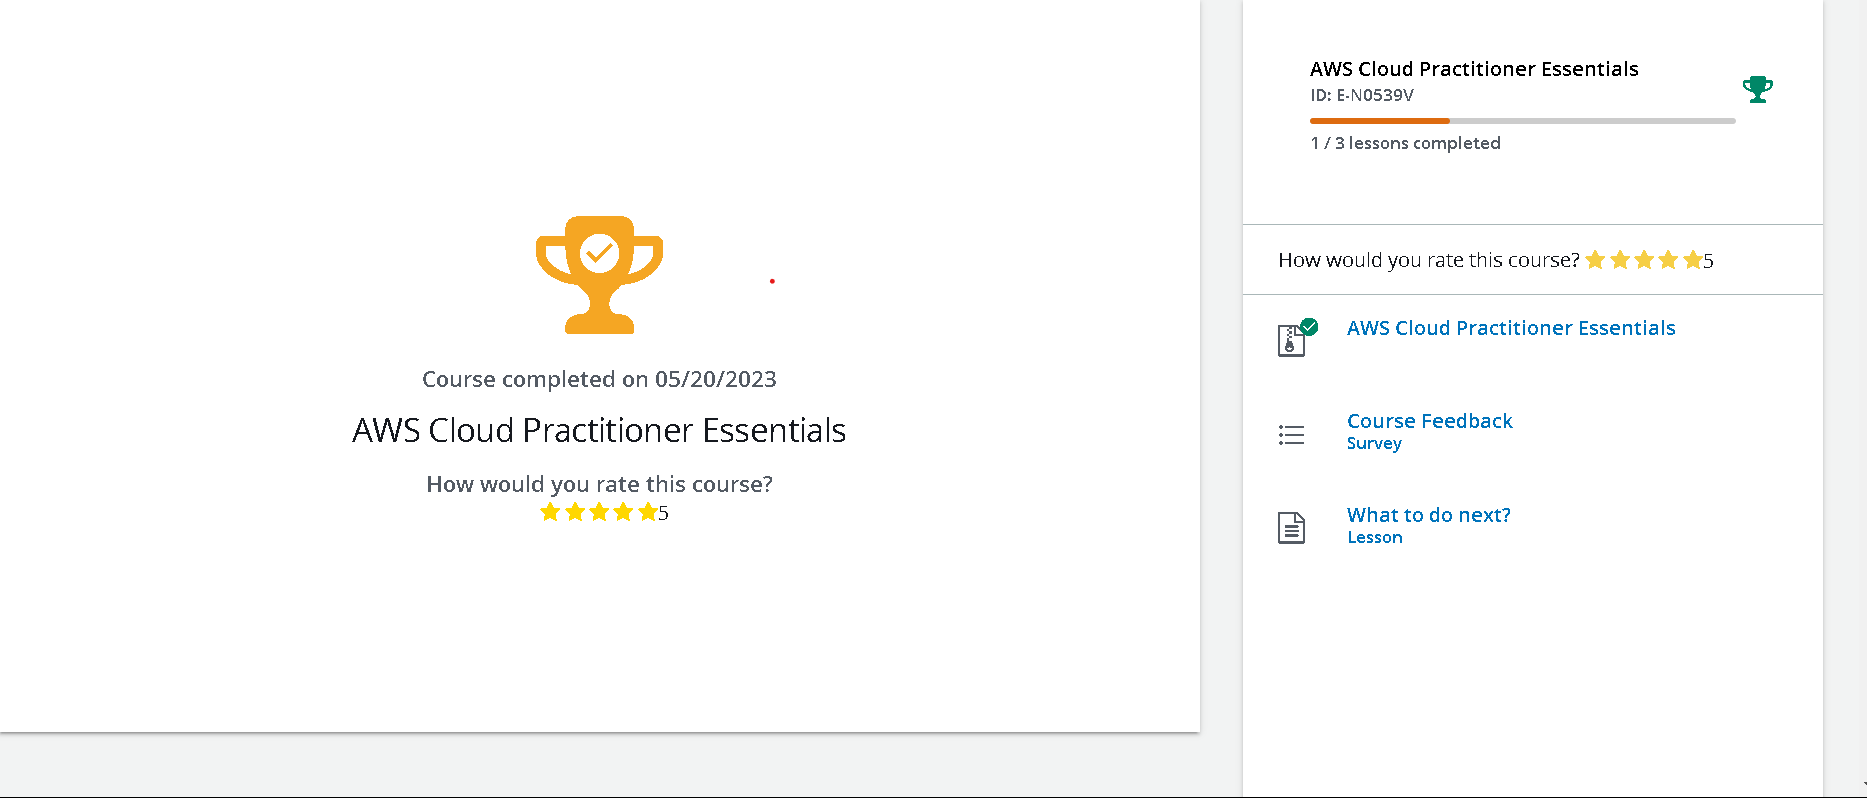 Course completed on 05/20/2023
AWS Cloud Practitioner Essentials
How would you rate this course?
5
AWS Cloud Practitioner Essentials
ID: E-N0539V
1 / 3 lessons completed
How would you rate this course? 5
AWS Cloud Practitioner Essentials
Course Feedback
Survey
What to do next?
Lesson